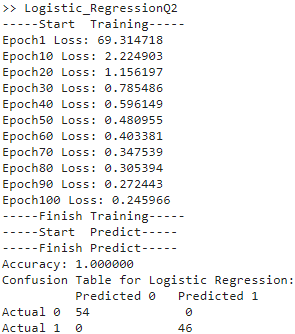 >> Logistic_RegressionQ2
-----Start  Training-----
Epoch1 Loss: 69.314718
Epoch10 Loss: 2.224903
Epoch20 Loss: 1.156197
Epoch30 Loss: 0.785486
Epoch40 Loss: 0.596149
Epoch50 Loss: 0.480955
Epoch60 Loss: 0.403381
Epoch70 Loss: 0.347539
Epoch80 Loss: 0.305394
Epoch90 Loss: 0.272443
Epoch100 Loss: 0.245966
-----Finish Training-----
-----Start  Predict-----
-----Finish Predict-----
Accuracy: 1.000000
Confusion Table for Logistic Regression:
Predicted 0   Predicted 1
Actual 0  54             0
Actual 1  0             46